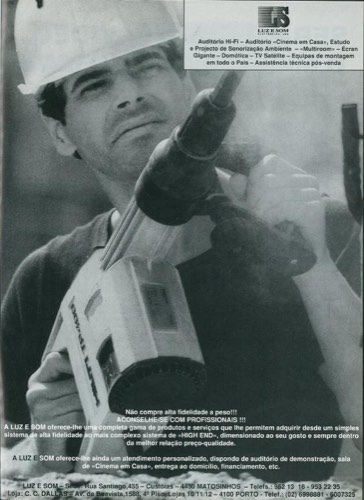 LUZ E SOM
Auditório Hi-Fi – Auditório «Cinema em Casa», Estudo
e Projecto de Sonorização Ambiente – «Multiroom» – Ecran
Gigante – Domótica – TV Satélite – Equipas de montagem
em todo o País – Assistência técnica pós-venda
Não compre alta fidelidade a peso!!!
ACONSELHE-SE COM PROFISSIONAIS !!!
A LUZ E SOM oferece-lhe uma completa gama de produtos e serviços que lhe permitem adquirir desde um simples
sistema de alta fidelidade ao mais complexo sistema de «HIGH END», dimensionado ao seu gosto e sempre dentro
da melhor relação preço-qualidade.
A LUZ E SOM oferece-lhe ainda um atendimento personalizado, dispondo de auditório de demonstração, sala
de «Cinema em Casa», entrega ao domicílio, financiamento, etc.
LUZ E SOM – Sede: Rua Santiago, 455 – Custóias – 4450 MATOSINHOS – Telefs.: 952 13 16 - 953 22 35
Loja: C. C. DALLAS – AV. da Boavista, 1588, 4º Piso Lojas 10/11/12 – 4100 PORTO / Telef.: (02)